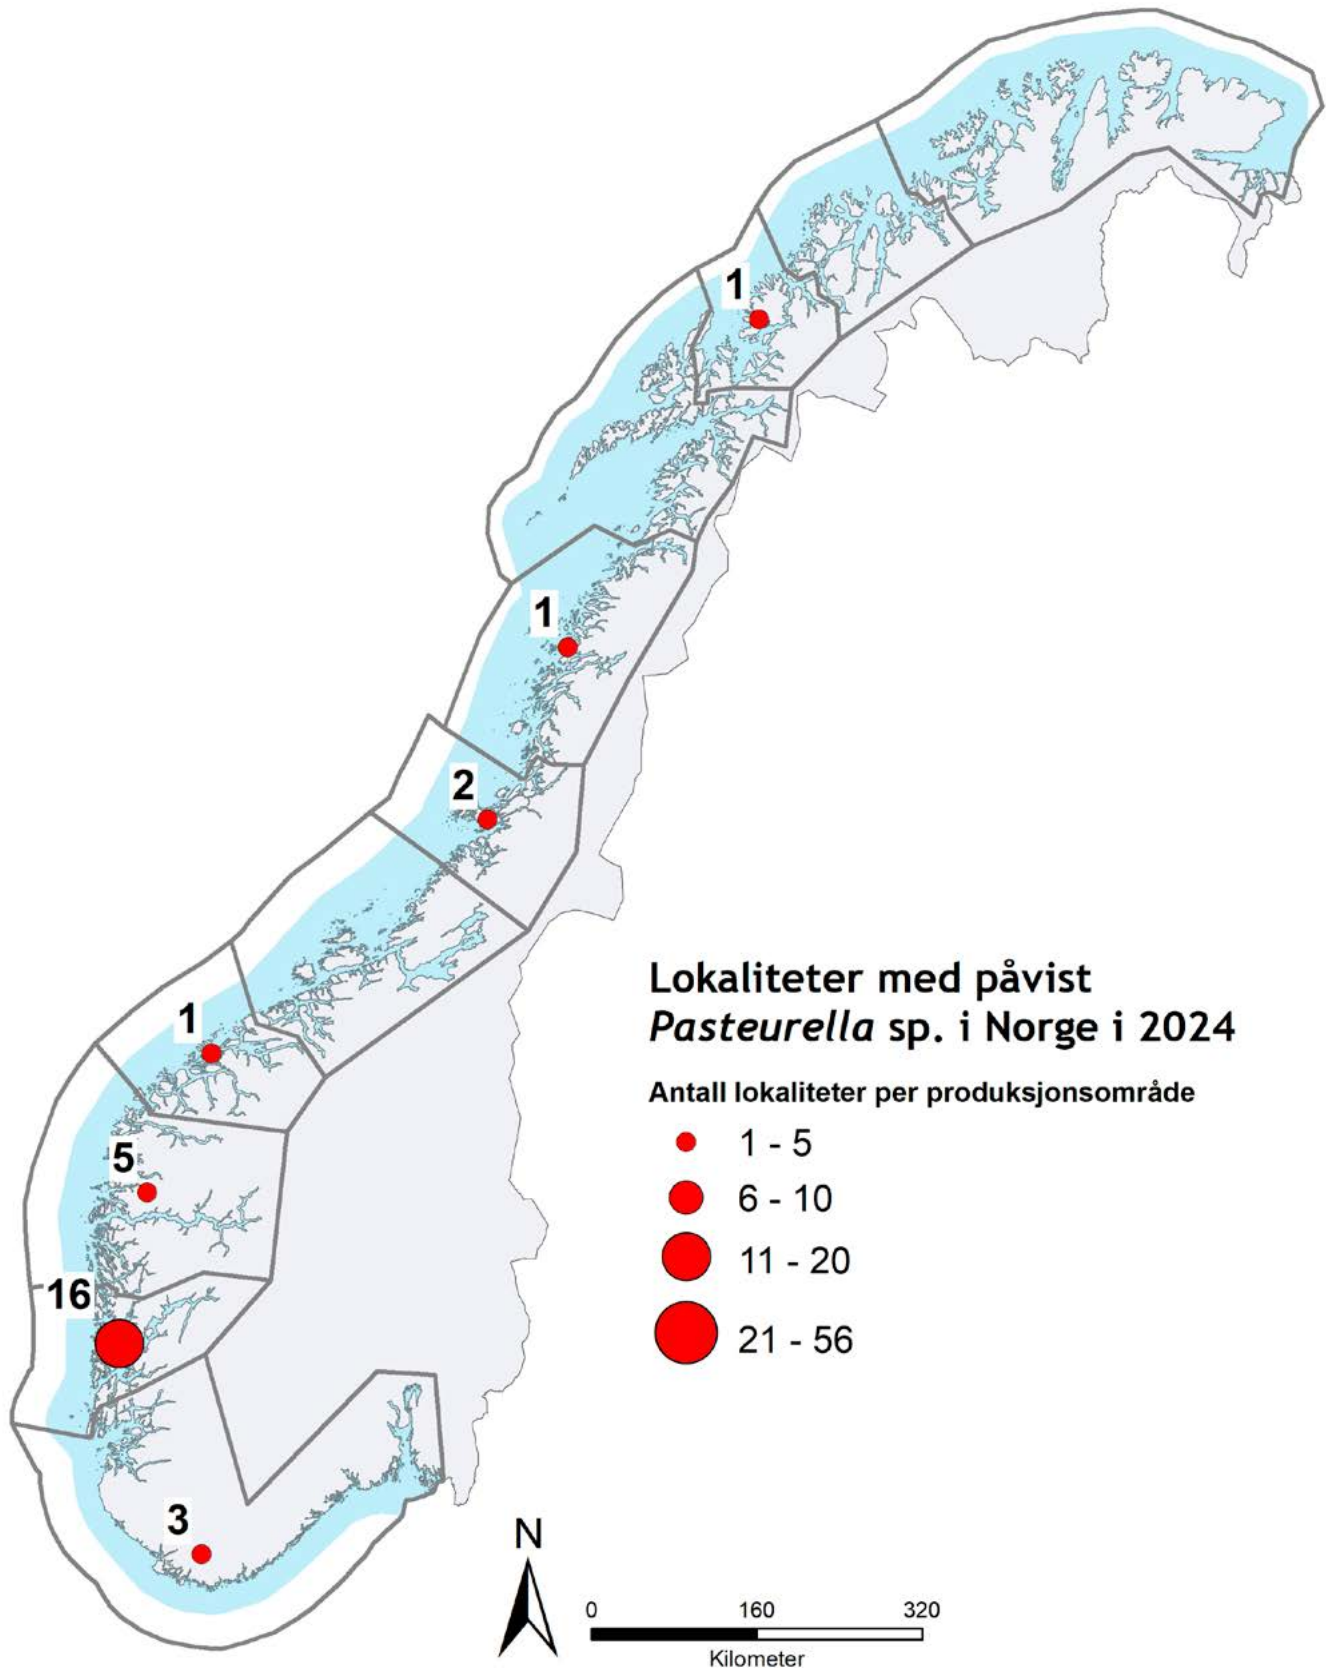 1
1
2
1
5
16
3
Lokaliteter med påvist
Pasteurella sp. i Norge i 2024
Antall lokaliteter per produksjonsområde
1 - 5
6 - 10
11 - 20
21 - 56
N
0 160 320
Kilometer